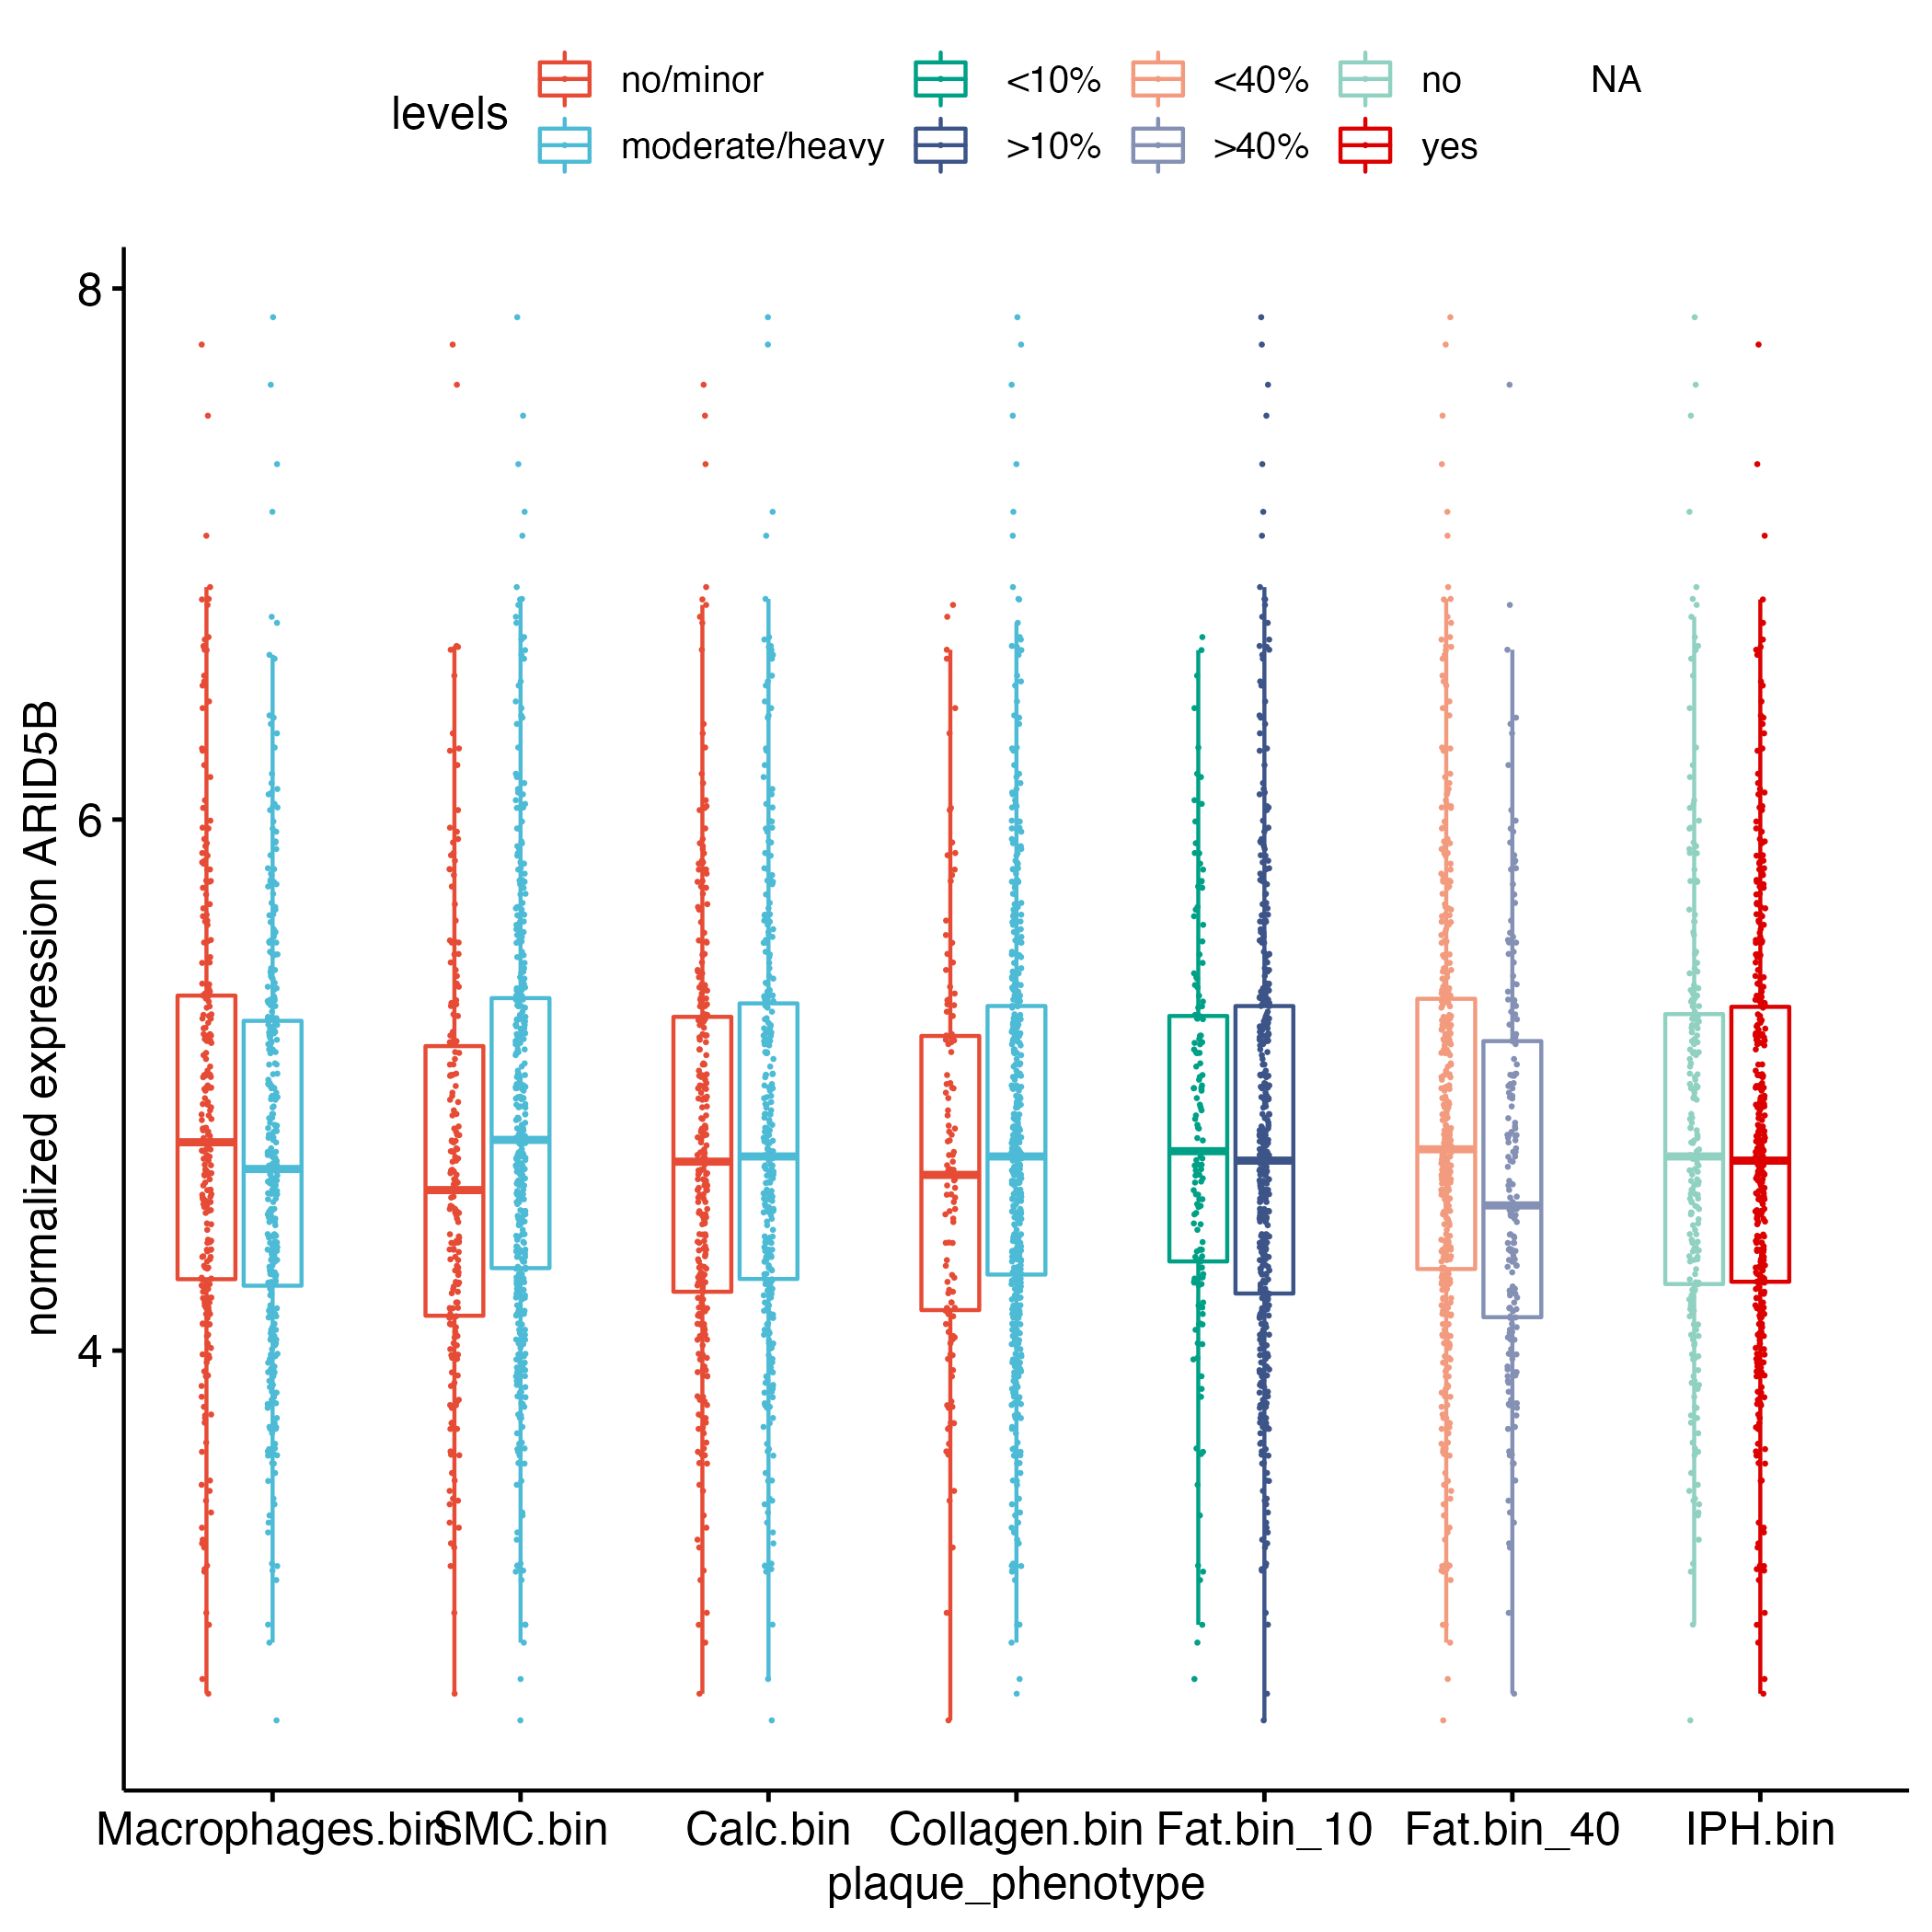 levels
no/minor <10% <40% no NA
moderate/heavy >10% >40% yes
normalized expression ARID5B
8
6
4
Macrophages.bin SMC.bin Calc.bin Collagen.bin Fat.bin_10 Fat.bin_40 IPH.bin
plaque_phenotype